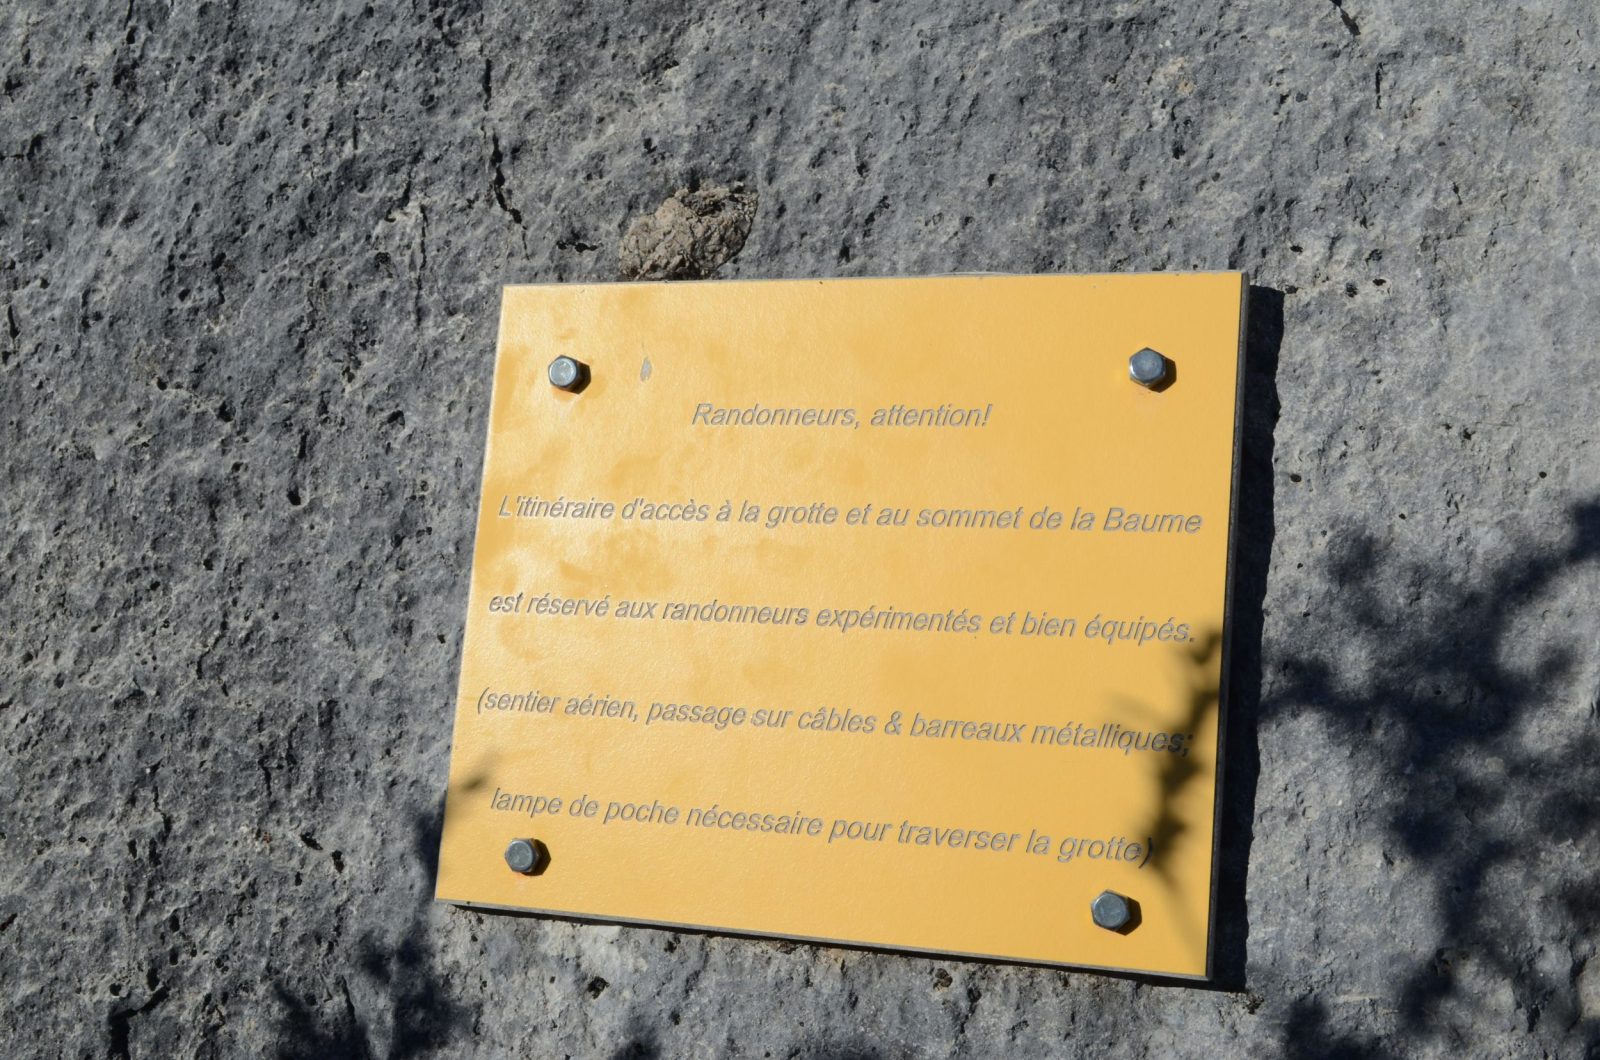 Randonneurs, attention!
L'itinéraire d'accès à la grotte et au sommet de la Baume
est réservé aux randonneurs expérimentés et bien équipés.
(sentier aérien, passage sur câbles & barreaux métalliques;
lampe de poche nécessaire pour traverser la grotte)